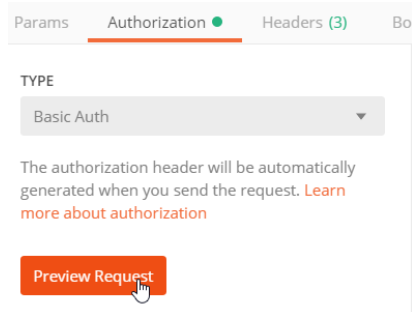 Params Authorization Headers (3) Bo
TYPE
Basic Auth
The authorization header will be automatically
generated when you send the request. Learn
more about authorization
Preview Request